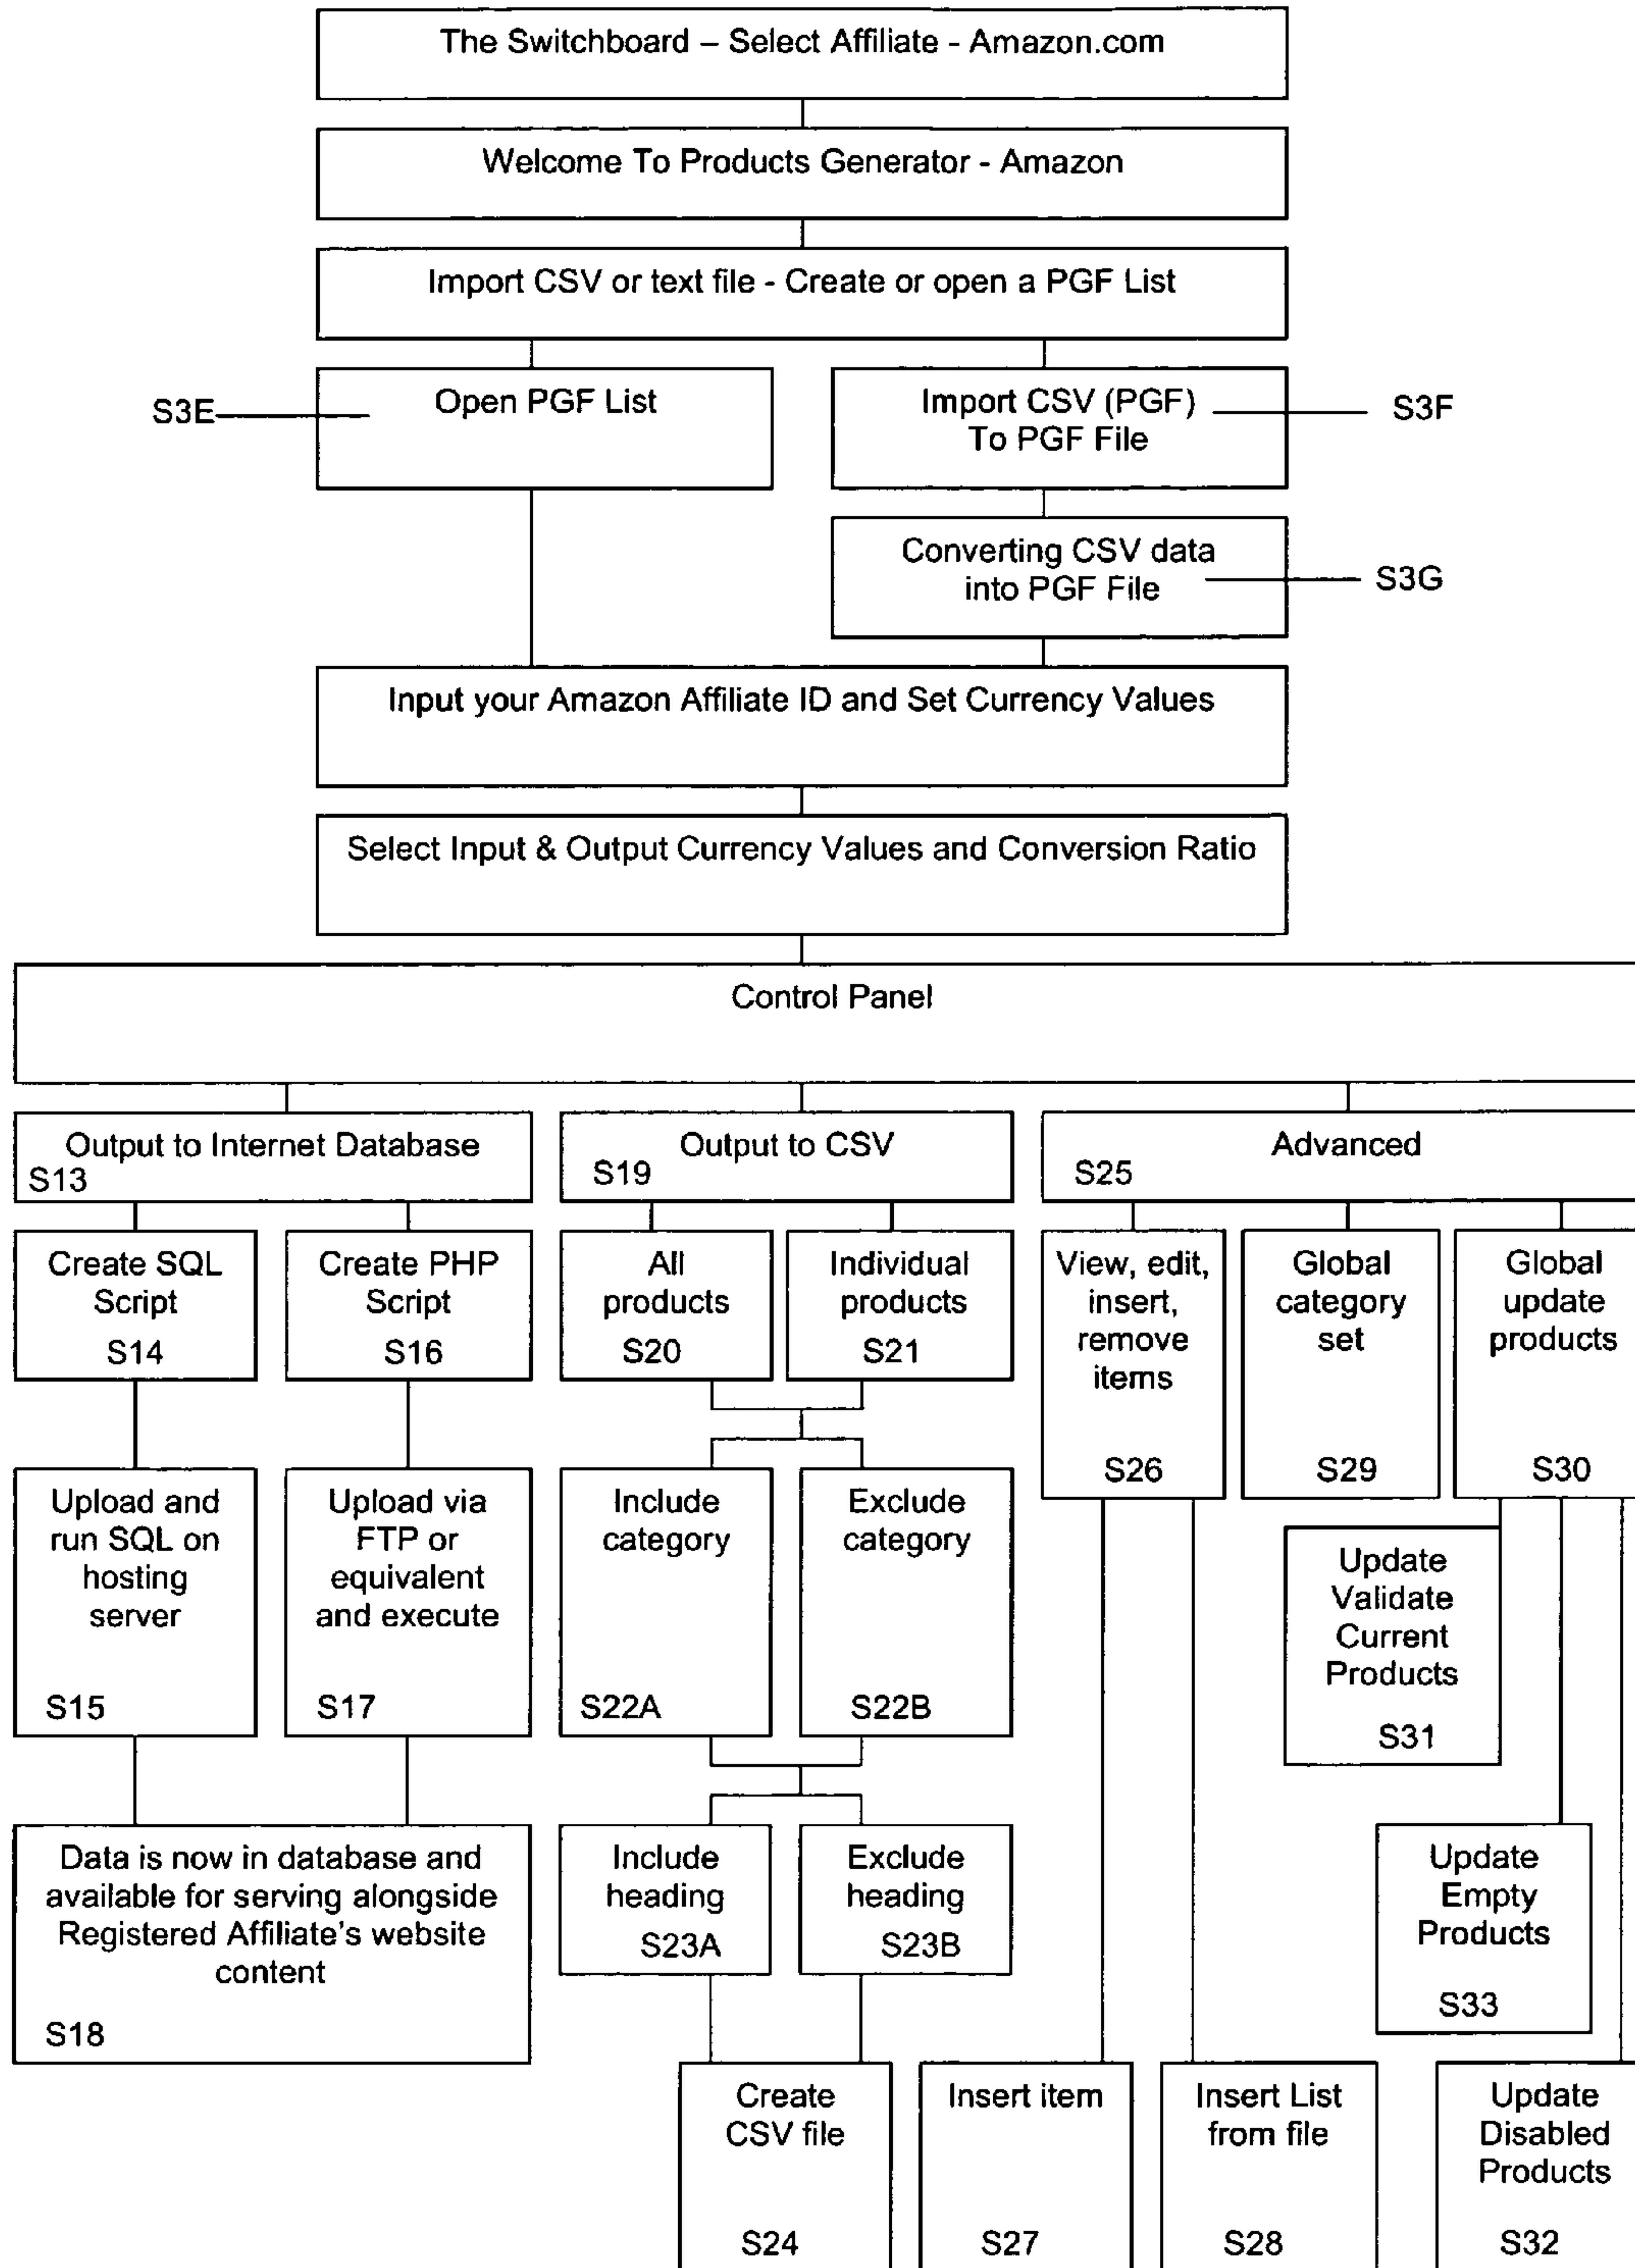 The Switchboard – Select Affiliate - Amazon.com
Welcome To Products Generator - Amazon
Import CSV or text file - Create or open a PGF List
S3E
Open PGF List
Import CSV (PGF)
To PGF File
S3F
Converting CSV data
into PGF File
S3G
Input your Amazon Affiliate ID and Set Currency Values
Select Input & Output Currency Values and Conversion Ratio
Control Panel
Output to Internet Database
S13
Output to CSV
S19
Advanced
S25
Create SQL
Script
S14
Create PHP
Script
S16
All
products
S20
Individual
products
S21
View, edit,
insert,
remove
items
S26
Global
category
set
S29
Global
update
products
S30
Upload and
run SQL on
hosting
server
S15
Upload via
FTP or
equivalent
and execute
S17
Include
category
S22A
Exclude
category
S22B
Update
Validate
Current
Products
S31
Data is now in database and
available for serving alongside
Registered Affiliate's website
content
S18
Include
heading
S23A
Exclude
heading
S23B
Update
Empty
Products
S33
Create
CSV file
S24
Insert item
S27
Insert List
from file
S28
Update
Disabled
Products
S32